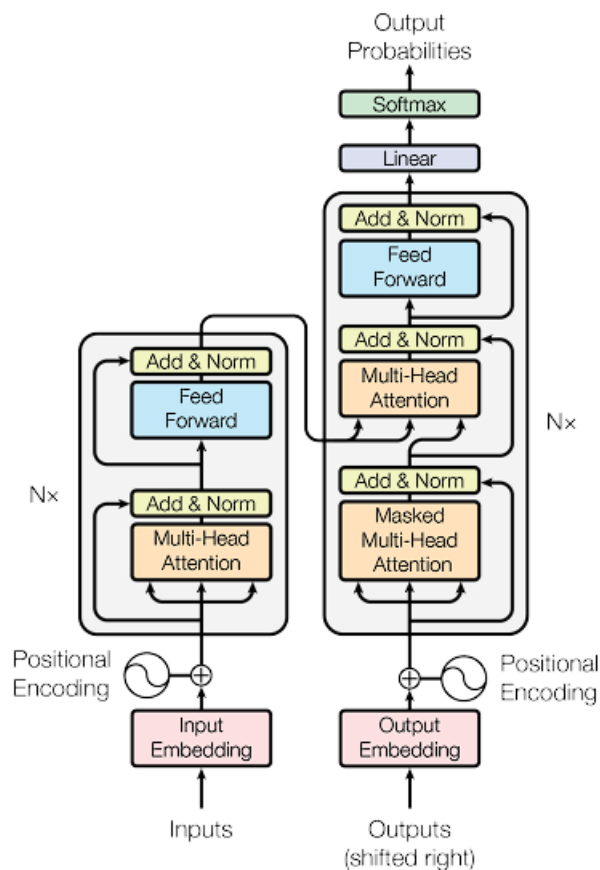 Output
Probabilities
Softmax
Linear
Add & Norm
Feed
Forward
Add & Norm
Multi-Head
Attention
Add & Norm
Masked
Multi-Head
Attention
Nx
Add & Norm
Feed
Forward
Add & Norm
Multi-Head
Attention
Nx
Positional
Encoding
Positional
Encoding
Input
Embedding
Output
Embedding
Inputs
Outputs
(shifted right)